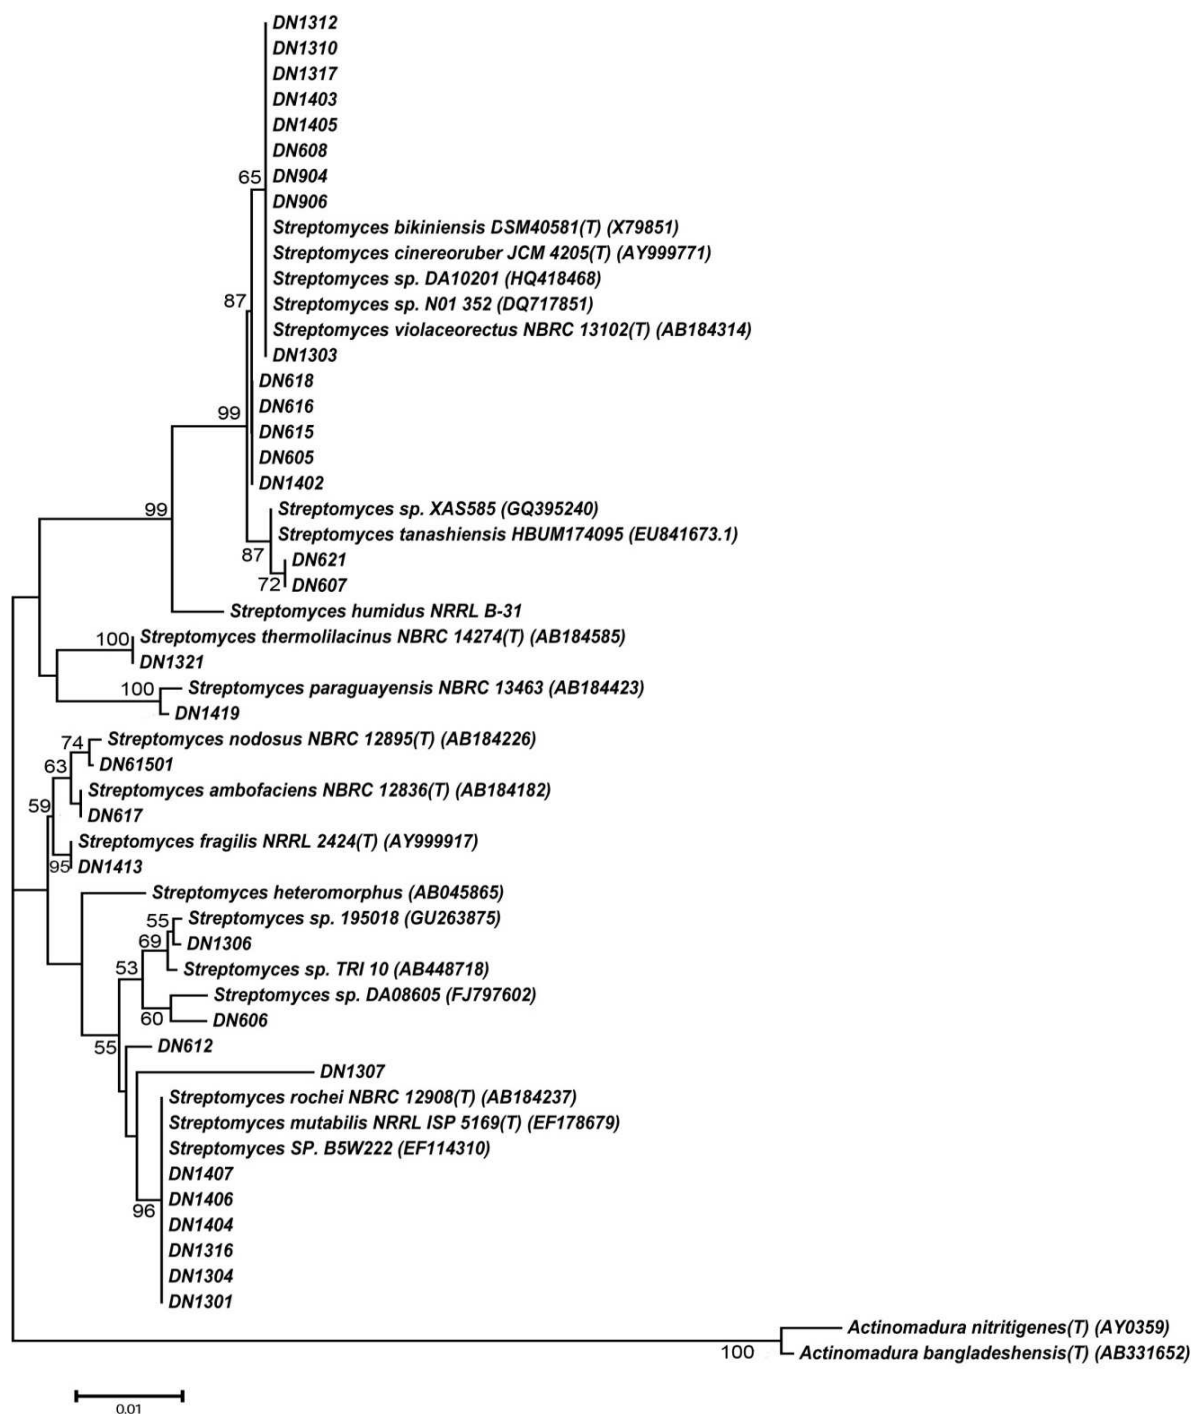 DN1312
DN1310
DN1317
DN1403
DN1405
DN608
65 DN904
DN906
Streptomyces bikiniensis DSM40581(T) (X79851)
Streptomyces cinereoruber JCM 4205(T) (AY999771)
Streptomyces sp. DA10201 (HQ418468)
87 Streptomyces sp. N01 352 (DQ717851)
Streptomyces violaceorectus NBRC 13102(T) (AB184314)
DN1303
DN618
99 DN616
DN615
DN605
DN1402
99 Streptomyces sp. XAS585 (GQ395240)
Streptomyces tanashiensis HBUM174095 (EU841673.1)
87 DN621
72 DN607
Streptomyces humidus NRRL B-31
100 Streptomyces thermolilacinus NBRC 14274(T) (AB184585)
DN1321
100 Streptomyces paraguayensis NBRC 13463 (AB184423)
DN1419
74 Streptomyces nodosus NBRC 12895(T) (AB184226)
63 DN61501
Streptomyces ambofaciens NBRC 12836(T) (AB184182)
59 DN617
Streptomyces fragilis NRRL 2424(T) (AY999917)
95 DN1413
Streptomyces heteromorphus (AB045865)
55 Streptomyces sp. 195018 (GU263875)
69 DN1306
53 Streptomyces sp. TRI 10 (AB448718)
Streptomyces sp. DA08605 (FJ797602)
60 DN606
55 DN612
DN1307
Streptomyces rochei NBRC 12908(T) (AB184237)
Streptomyces mutabilis NRRL ISP 5169(T) (EF178679)
Streptomyces SP. B5W222 (EF114310)
DN1407
96 DN1406
DN1404
DN1316
DN1304
DN1301
Actinomadura nitritigenes(T) (AY0359)
100 Actinomadura bangladeshensis(T) (AB331652)
0.01